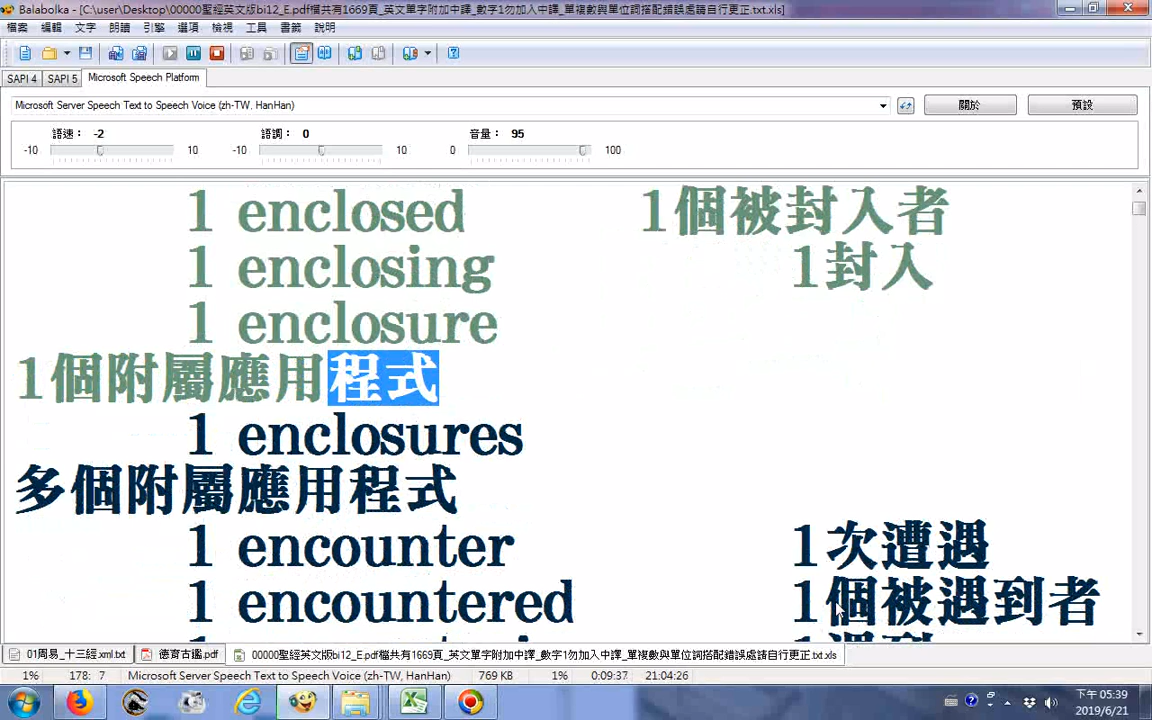 Balabolka - [C:\user\Desktop\00000聖經英文版bi12_E.pdf檔共有1669頁_英文單字附加中譯_數字1勿加入中譯_單複數與單位詞搭配錯誤處請自行更正.txt.xls]
檔案 編輯 文字 朗讀 引擎 選項 檢視 工具 書籤 說明
SAPI 4 SAPI 5 Microsoft Speech Platform
Microsoft Server Speech Text to Speech Voice (zh-TW, HanHan) 關於 預設
語速： -2 語調： 0 音量： 95
-10 10 -10 10 0 100
1 enclosed 1個被封入者
1 enclosing 1封入
1 enclosure
1個附屬應用程式
1 enclosures
多個附屬應用程式
1 encounter 1次遭遇
1 encountered 1個被遇到者
01周易_十三經.xml.txt 德育古鑑.pdf 00000聖經英文版bi12_E.pdf檔共有1669頁_英文單字附加中譯_數字1勿加入中譯_單複數與單位詞搭配錯誤處請自行更正.txt.xls
1% 178: 7 Microsoft Server Speech Text to Speech Voice (zh-TW, HanHan) 769 KB 1% 0:09:37 21:04:26
下午 05:39
2019/6/21